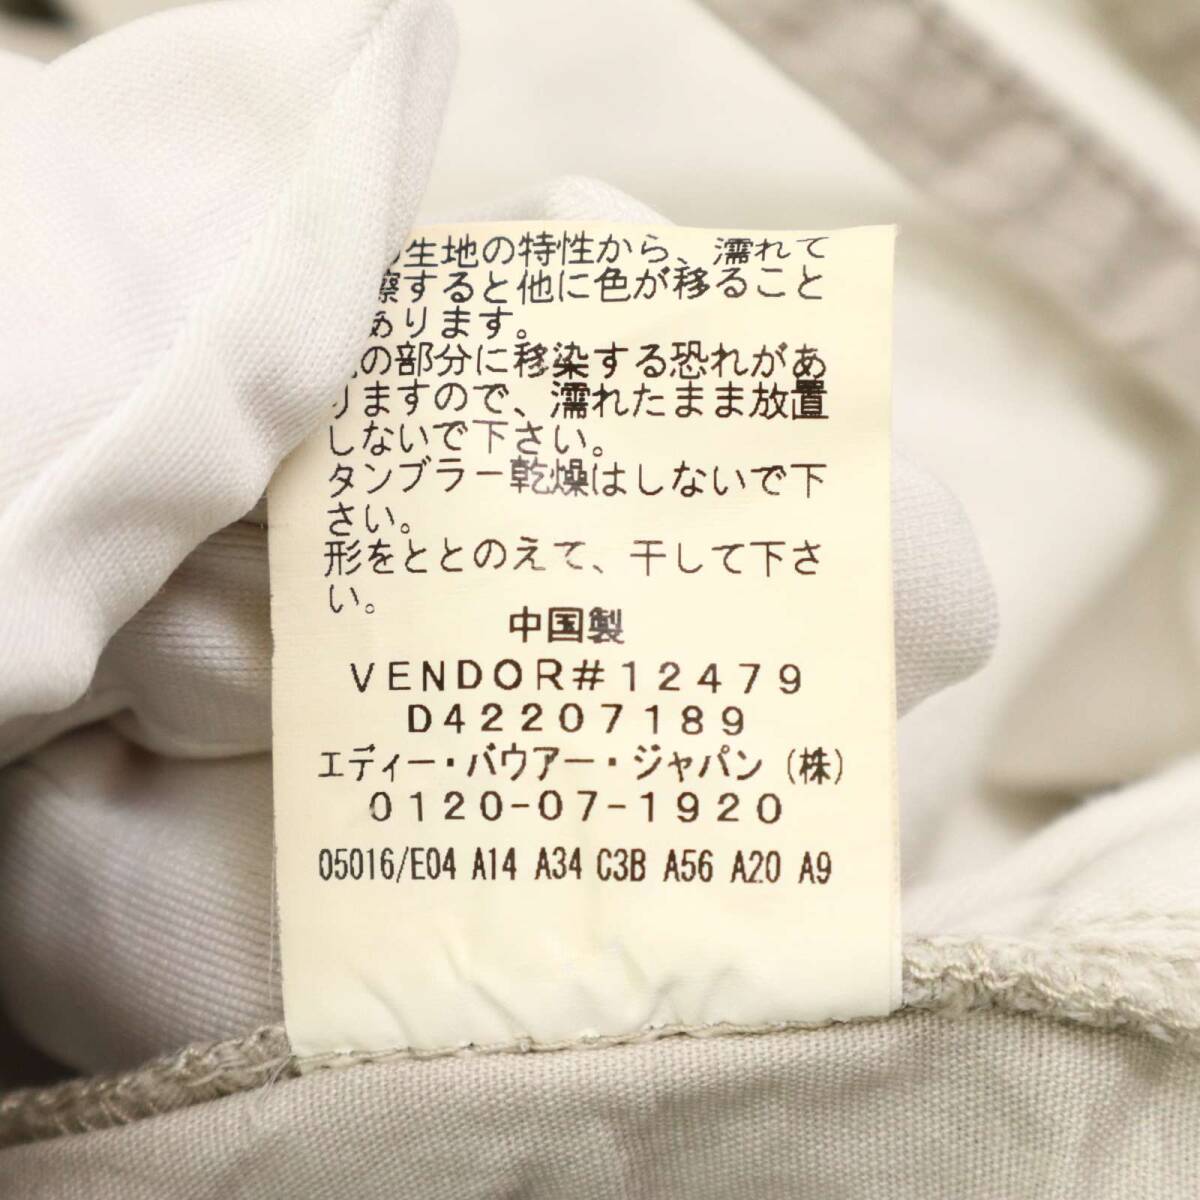 の生地の特性から、濡れて
擦すると他に色が移ること
あります。
の部分に移染する恐れがあ
りますので、濡れたまま放置
しないで下さい。
タンブラー乾燥はしないで下
さい。
形をととのえて、干して下さ
い。
中国製
VENDOR#12479
D42207189
エディー・バウアー・ジャパン(株)
0120-07-1920
05016/E04 A14 A34 C3B A56 A20 A9